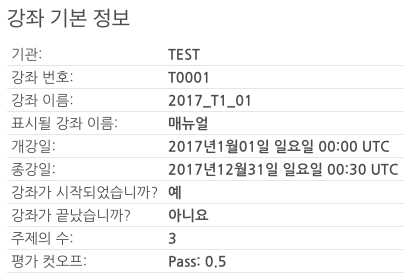 강좌 기본 정보
기관: TEST
강좌 번호: T0001
강좌 이름: 2017_T1_01
표시될 강좌 이름: 매뉴얼
개강일: 2017년1월01일 일요일 00:00 UTC
종강일: 2017년12월31일 일요일 00:30 UTC
강좌가 시작되었습니까? 예
강좌가 끝났습니까? 아니요
주제의 수: 3
평가 컷오프: Pass: 0.5